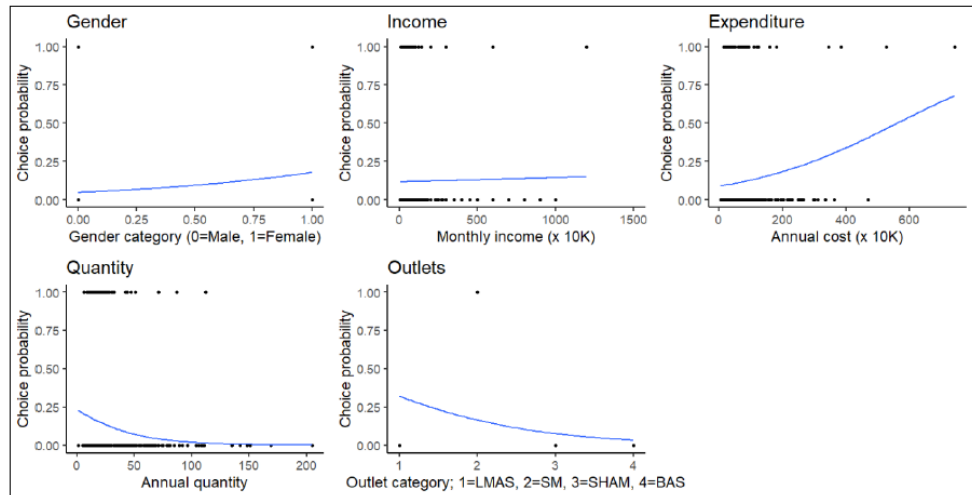 Gender
1.00
0.75
0.50
0.25
0.00
Choice probability
0.00 0.25 0.50 0.75 1.00
Gender category (0=Male, 1=Female)
Income
1.00
0.75
0.50
0.25
0.00
Choice probability
0 500 1000 1500
Monthly income (x 10K)
Expenditure
1.00
0.75
0.50
0.25
0.00
Choice probability
0 200 400 600
Annual cost (x 10K)
Quantity
1.00
0.75
0.50
0.25
0.00
Choice probability
0 50 100 150 200
Annual quantity
Outlets
1.00
0.75
0.50
0.25
0.00
Choice probability
1 2 3 4
Outlet category; 1=LMAS, 2=SM, 3=SHAM, 4=BAS